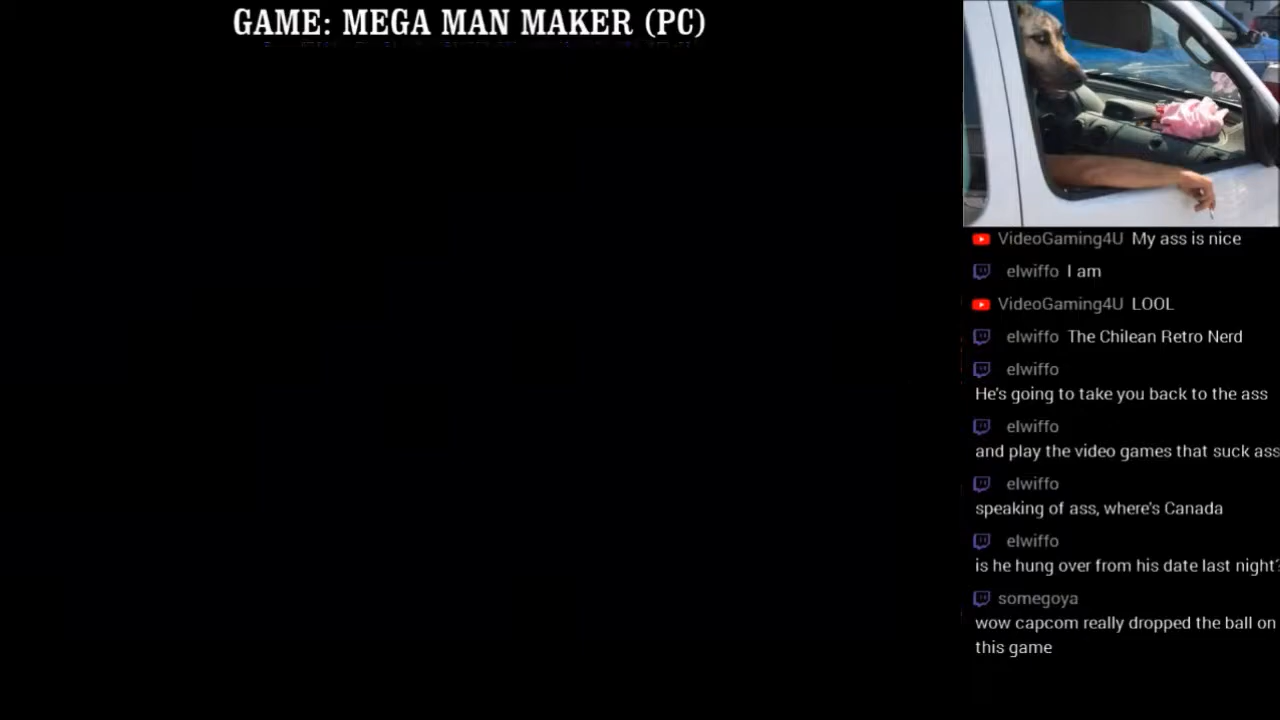 GAME: MEGA MAN MAKER (PC)
VideoGaming4U My ass is nice
elwiffo I am
VideoGaming4U LOOL
elwiffo The Chilean Retro Nerd
elwiffo
He's going to take you back to the ass
elwiffo
and play the video games that suck ass
elwiffo
speaking of ass, where's Canada
elwiffo
is he hung over from his date last night?
somegoya
wow capcom really dropped the ball on
this game